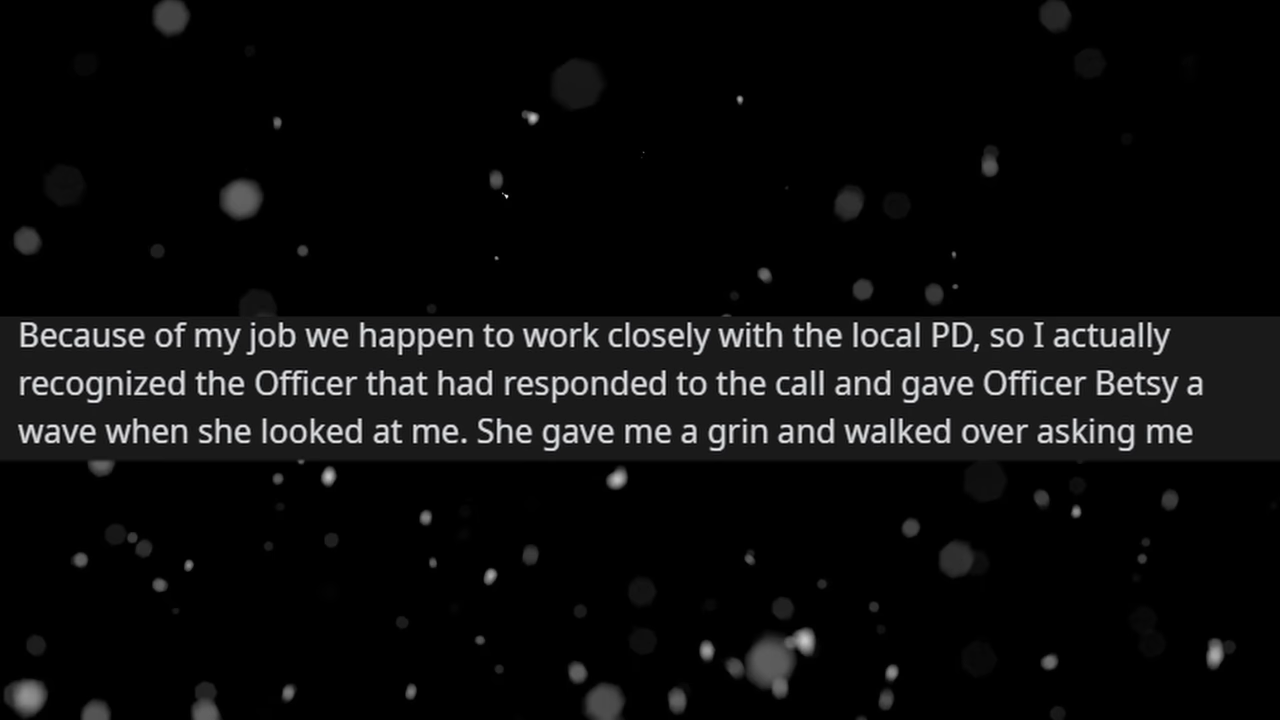 Because of my job we happen to work closely with the local PD, so I actually
recognized the Officer that had responded to the call and gave Officer Betsy a
wave when she looked at me. She gave me a grin and walked over asking me